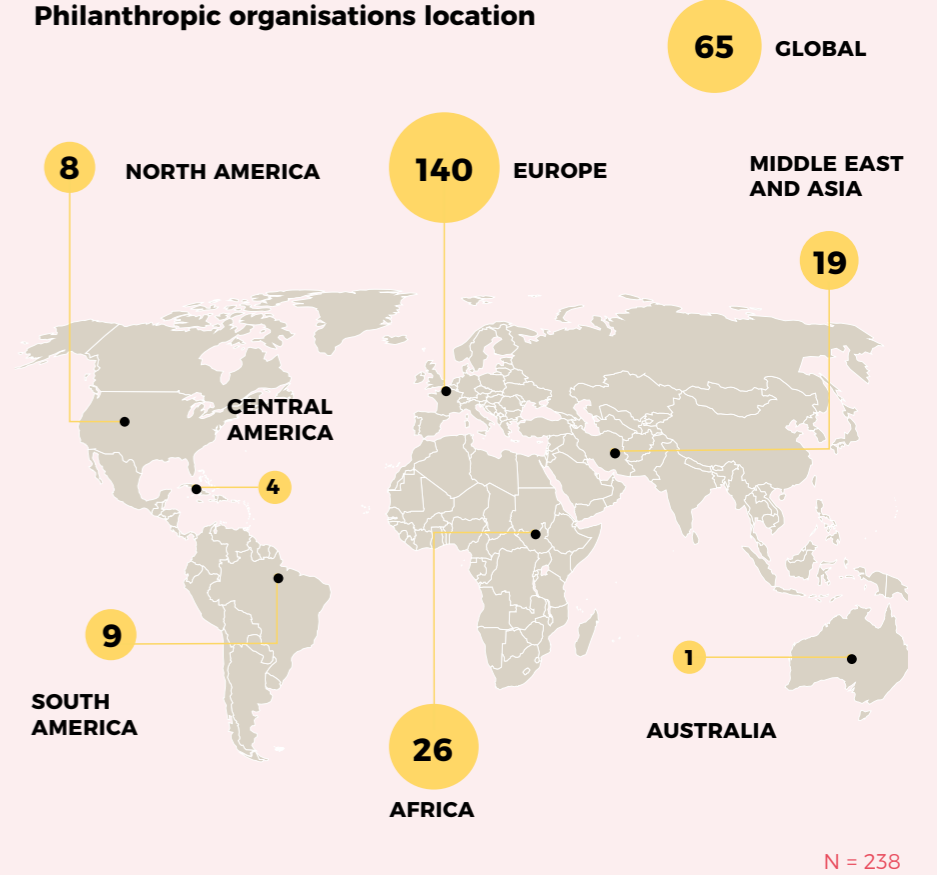 Philanthropic organisations location
65 GLOBAL
8 NORTH AMERICA
140 EUROPE
MIDDLE EAST
AND ASIA
19
CENTRAL
AMERICA
4
9
SOUTH
AMERICA
1
AUSTRALIA
26
AFRICA
N = 238